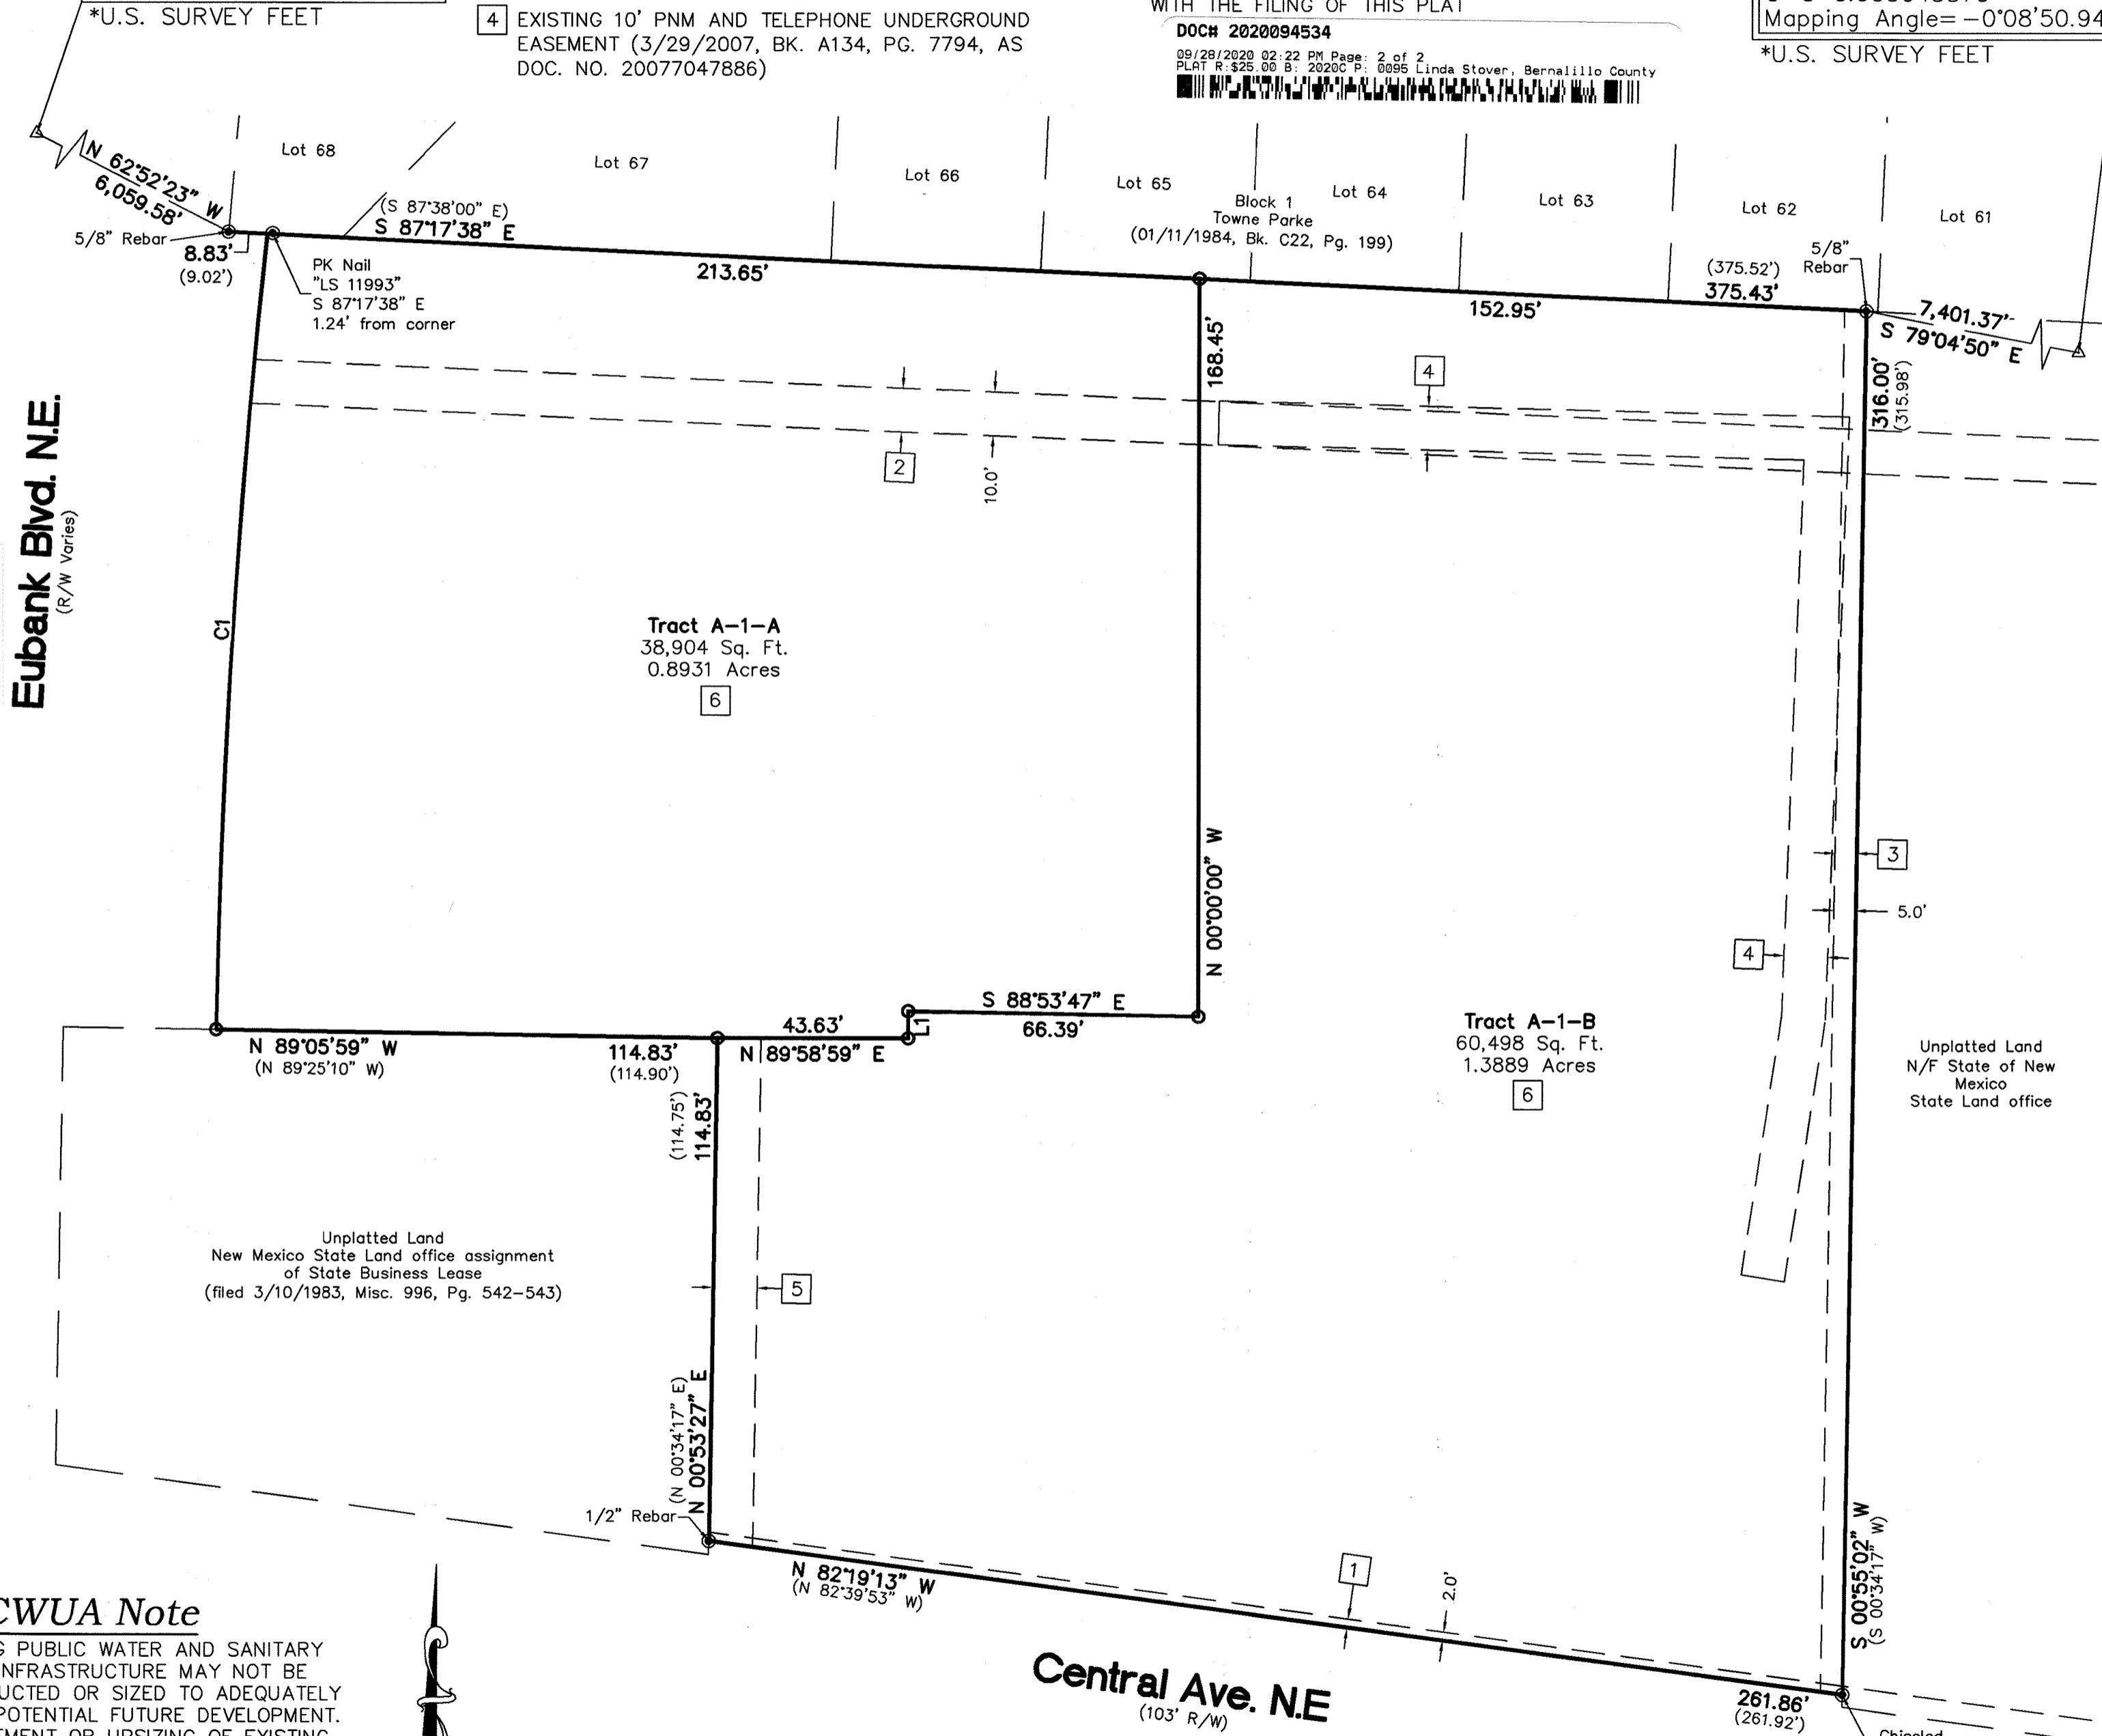 *U.S. SURVEY FEET
4 EXISTING 10' PNM AND TELEPHONE UNDERGROUND
EASEMENT (3/29/2007, BK. A134, PG. 7794, AS
DOC. NO. 20077047886)
WITH THE FILING OF THIS PLAT
DOC# 2020094534
09/28/2020 02:22 PM Page: 2 of 2
PLAT R:$25.00 B: 2020C P: 0095 Linda Stover, Bernalillo County
Mapping Angle= -0°08'50.94
*U.S. SURVEY FEET
N 62°52'23" W
6,059.58'
Lot 68
Lot 67
Lot 66
Lot 65
Lot 64
Lot 63
Lot 62
Lot 61
Block 1
Towne Parke
(01/11/1984, Bk. C22, Pg. 199)
5/8" Rebar
8.83'
(9.02')
(S 87°38'00" E)
S 87°17'38" E
PK Nail
"LS 11993"
S 87°17'38" E
1.24' from corner
213.65'
152.95'
(375.52')
375.43'
5/8"
Rebar
7,401.37'
S 79°04'50" E
168.45'
316.00'
(315.98')
4
2
10.0'
Eubank Blvd. N.E.
(R/W Varies)
C1
Tract A-1-A
38,904 Sq. Ft.
0.8931 Acres
6
N 00°00'00" W
3
5.0'
4
S 88°53'47" E
66.39'
L1
43.63'
N 89°58'59" E
N 89°05'59" W
(N 89°25'10" W)
114.83'
(114.90')
(114.75')
114.83'
Tract A-1-B
60,498 Sq. Ft.
1.3889 Acres
6
Unplatted Land
N/F State of New
Mexico
State Land office
Unplatted Land
New Mexico State Land office assignment
of State Business Lease
(filed 3/10/1983, Misc. 996, Pg. 542-543)
5
(N 00°34'17" E)
N 00°53'27" E
1/2" Rebar
N 82°19'13" W
(N 82°39'53" W)
1
2.0'
S 00°55'02" W
(S 00°34'17" W)
Central Ave. N.E
(103' R/W)
261.86'
(261.92')
Chiseled
CWUA Note
G PUBLIC WATER AND SANITARY
NFRASTRUCTURE MAY NOT BE
UCTED OR SIZED TO ADEQUATELY
POTENTIAL FUTURE DEVELOPMENT.
EMENT OR UPSIZING OF EXISTING